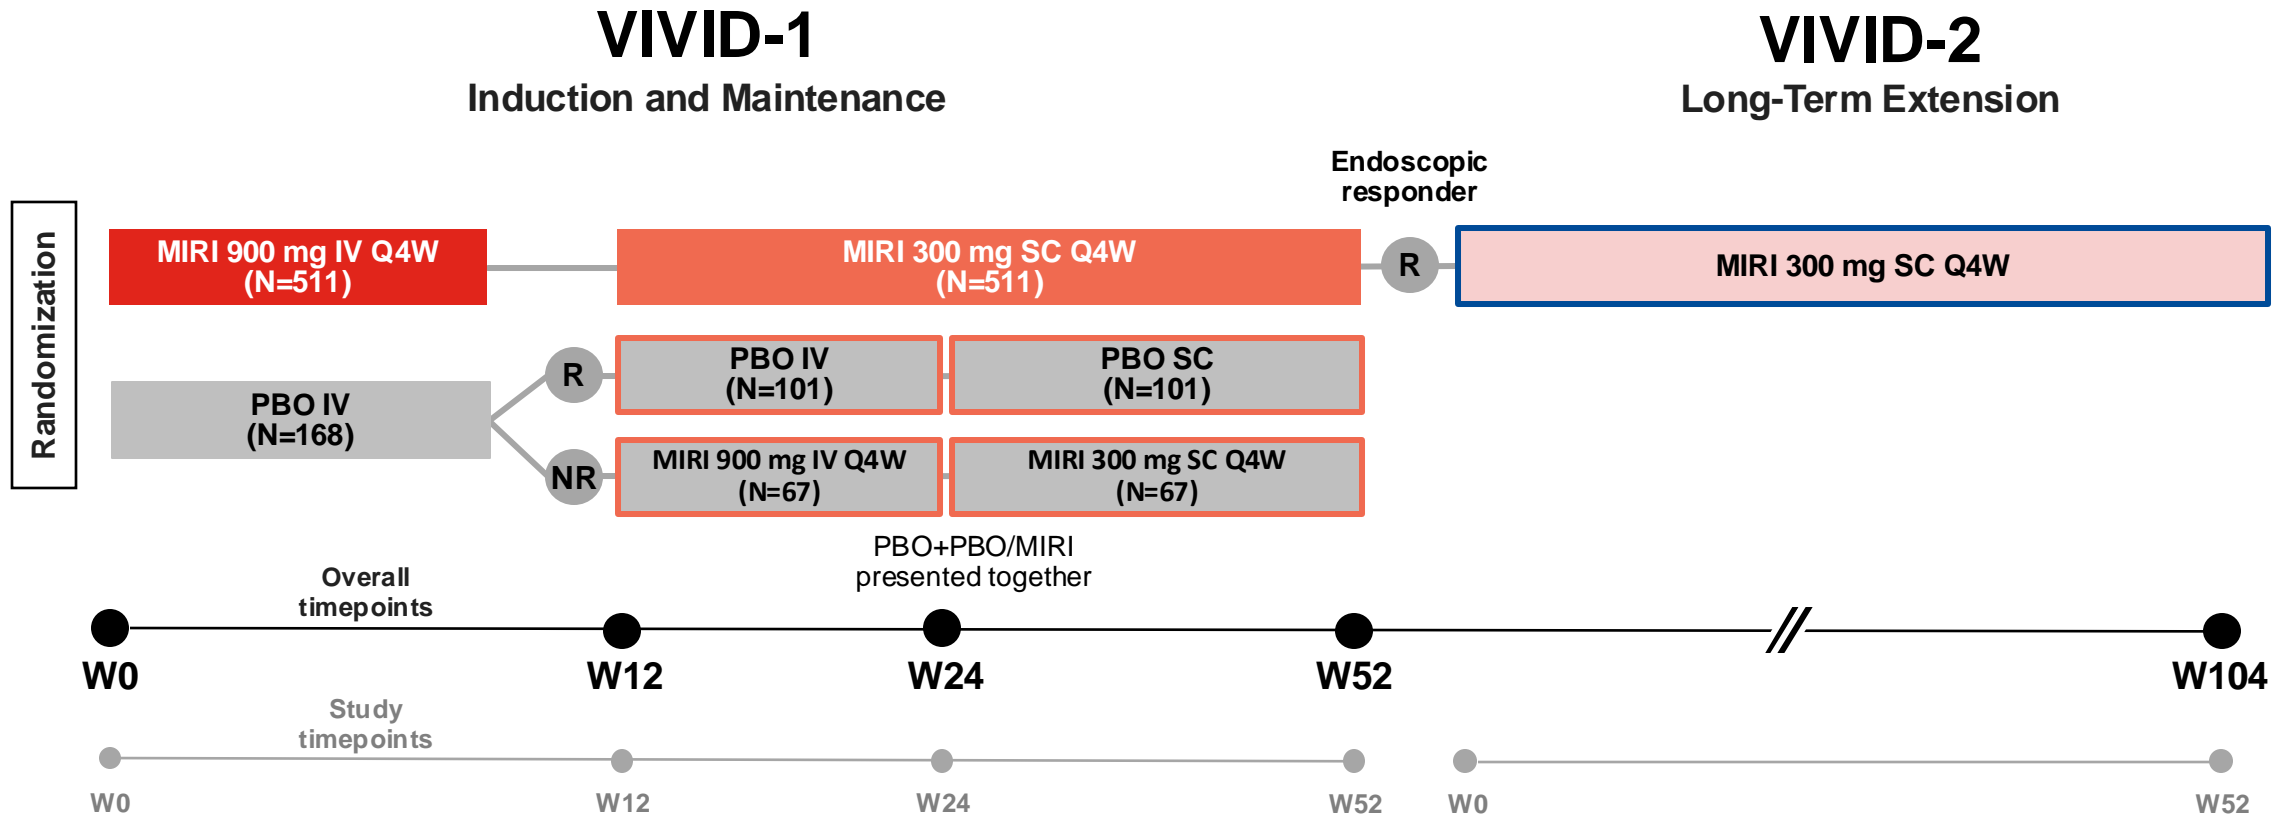 VIVID-1
Induction and Maintenance
VIVID-2
Long-Term Extension
Endoscopic
responder
Randomization
MIRI 900 mg IV Q4W
(N=511)
MIRI 300 mg SC Q4W
(N=511)
R
MIRI 300 mg SC Q4W
PBO IV
(N=168)
R
PBO IV
(N=101)
PBO SC
(N=101)
NR
MIRI 900 mg IV Q4W
(N=67)
MIRI 300 mg SC Q4W
(N=67)
PBO+PBO/MIRI
presented together
Overall
timepoints
W0
W12
W24
W52
W104
Study
timepoints
W0
W12
W24
W52
W0
W52